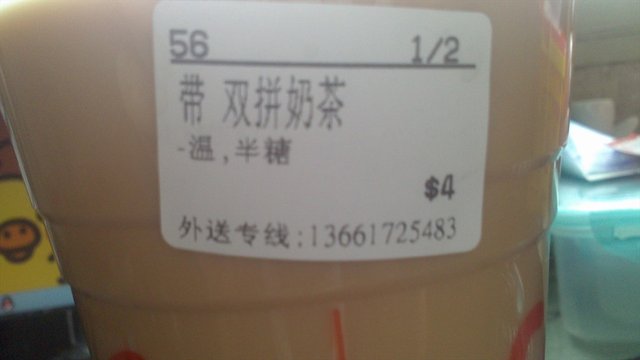 56 1/2
带 双拼奶茶
-温,半糖
$4
外送专线:13661725483